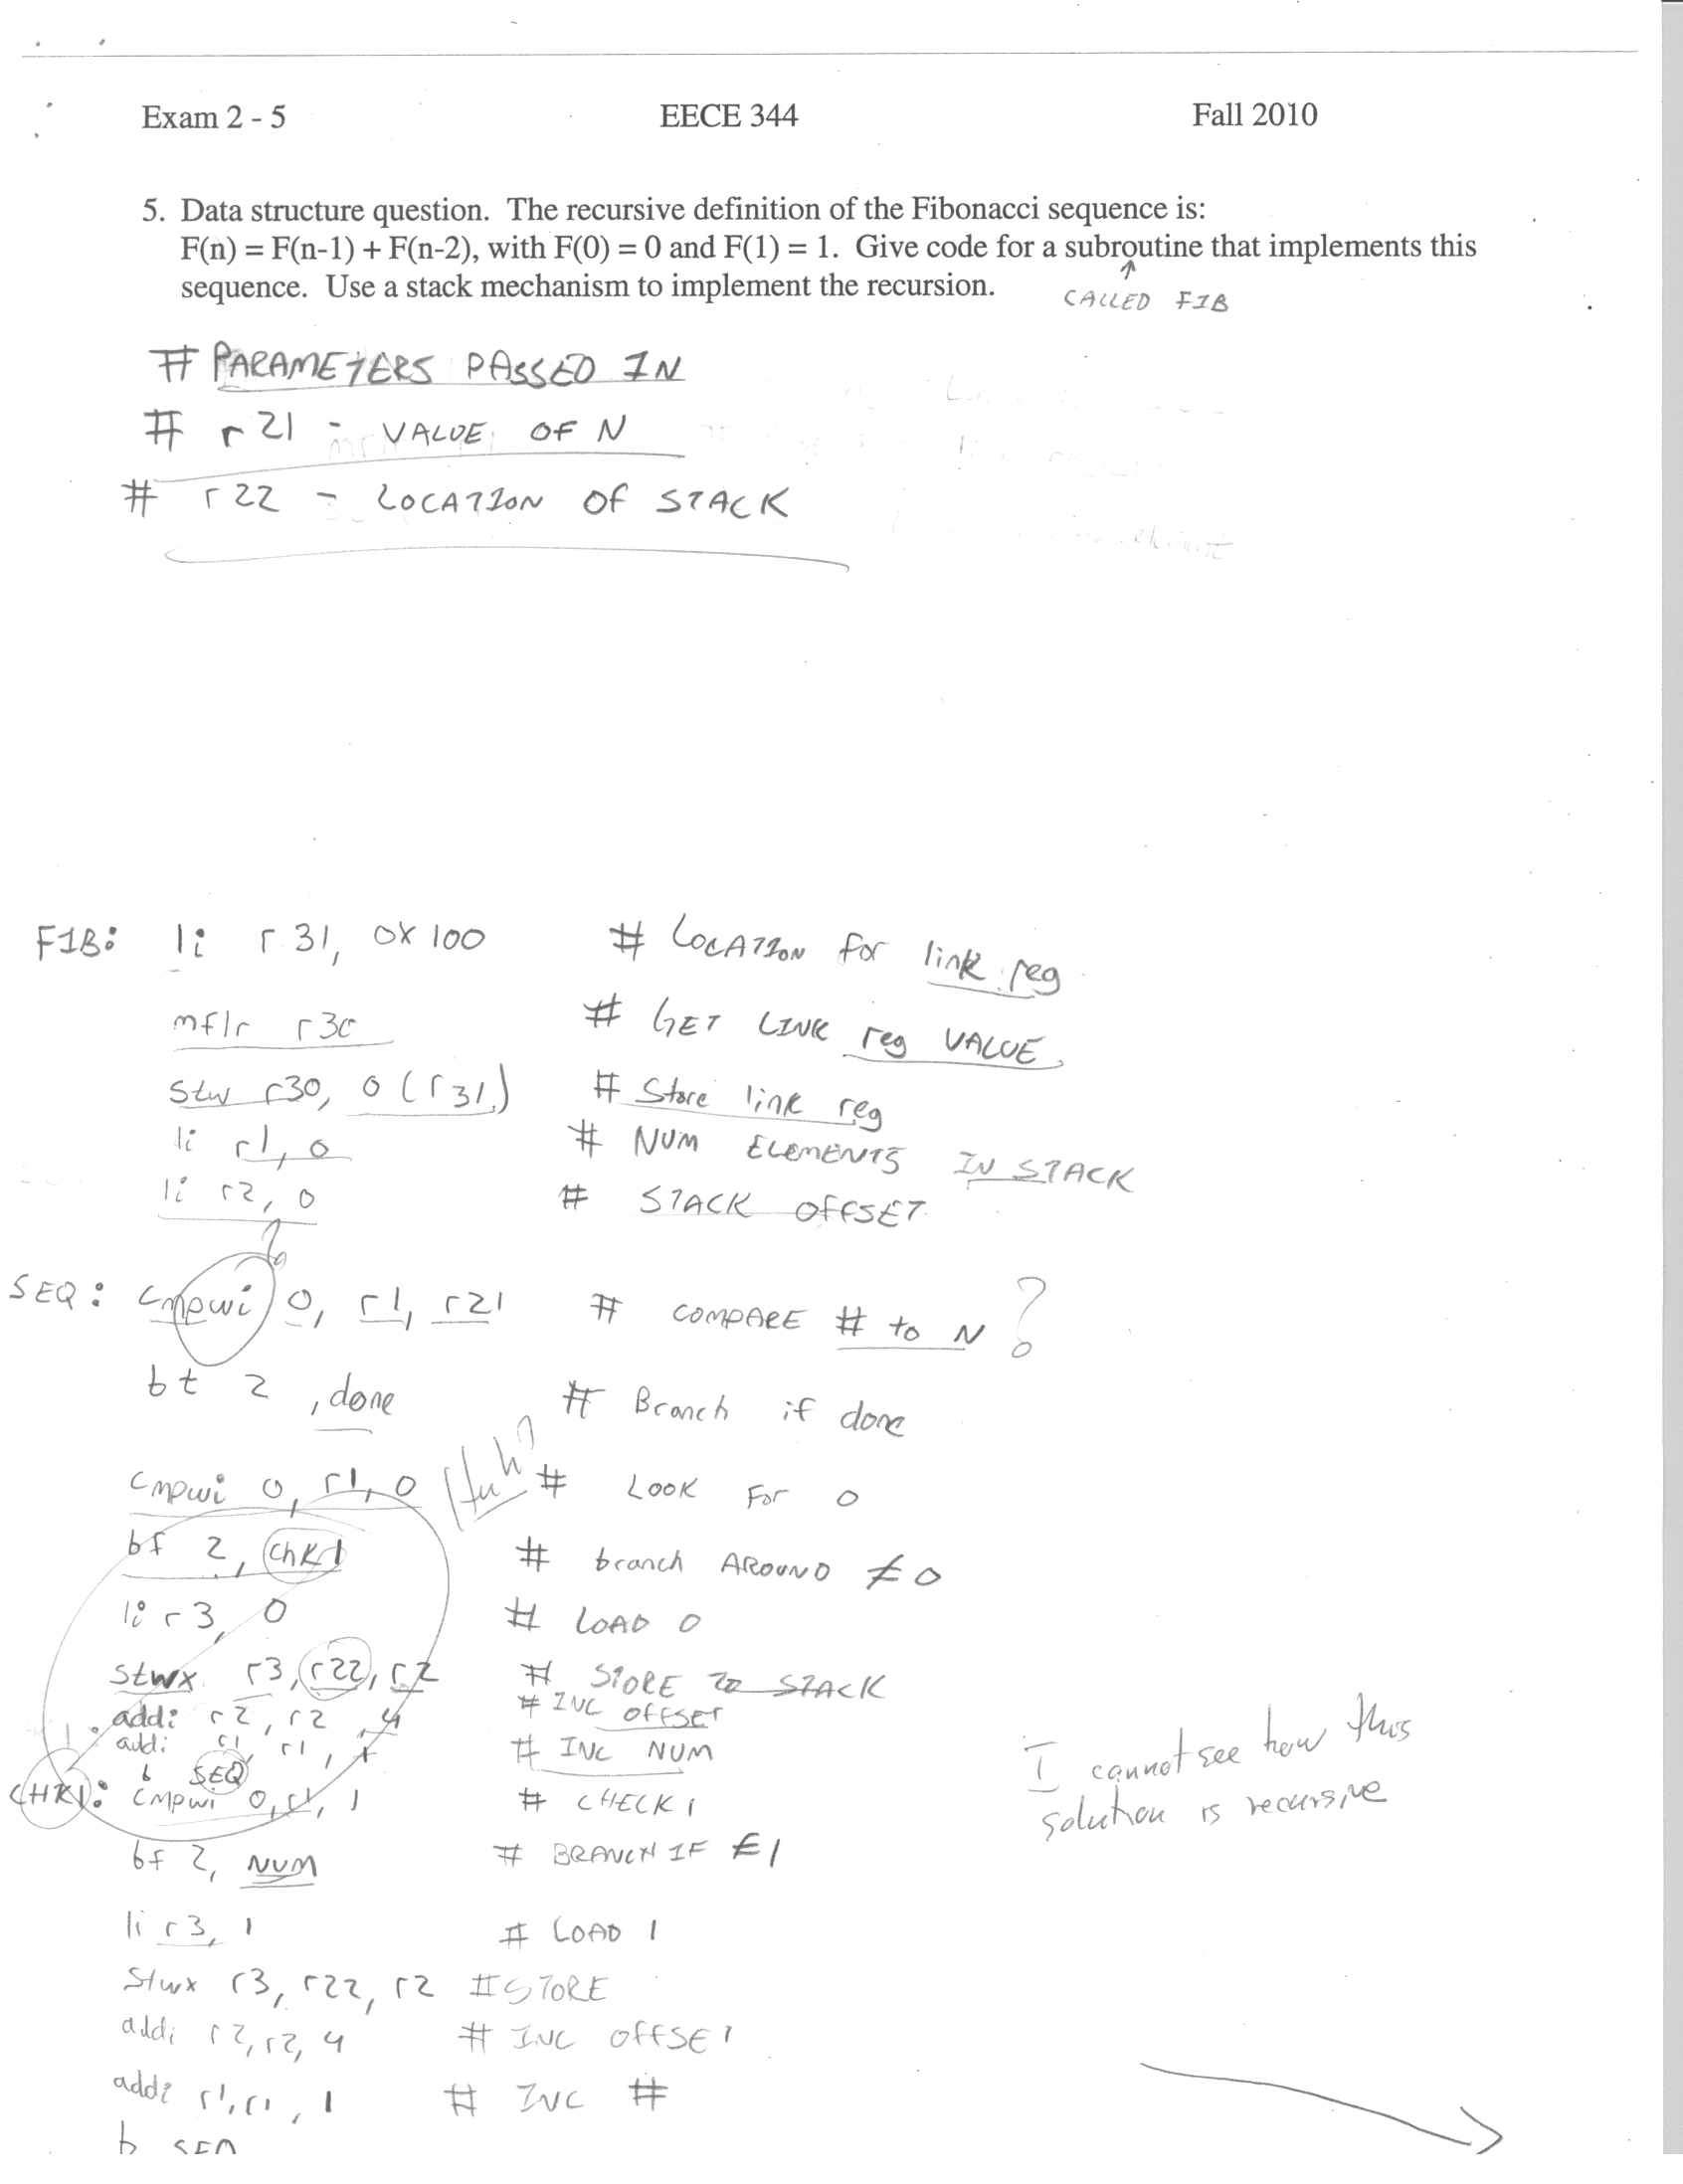 Exam 2 - 5 EECE 344 Fall 2010
5. Data structure question. The recursive definition of the Fibonacci sequence is:
F(n) = F(n-1) + F(n-2), with F(0) = 0 and F(1) = 1. Give code for a subroutine that implements this
sequence. Use a stack mechanism to implement the recursion.
↑
CALLED FIB
# PARAMETERS PASSED IN
# r21 - VALUE OF N
# r22 - LOCATION OF STACK
FIB: li r31, 0x100 # LOCATION for link reg
mflr r30 # GET LINK reg VALUE
stw r30, 0(r31) # Store link reg
li r1, 0 # NUM ELEMENTS IN STACK
li r2, 0 # STACK OFFSET
?
SEQ: cmpwi 0, r1, r21 # COMPARE # to N ?
bt 2, done # Branch if done
Huh?
cmpwi 0, r1, 0 # LOOK FOR 0
bf 2, chk1 # branch AROUND ≠ 0
li r3, 0 # LOAD 0
stwx r3, r22, r2 # STORE TO STACK
addi r2, r2, 4 # INC OFFSET
addi r1, r1, 1 # INC NUM
b SEQ
CHK1: cmpwi 0, r1, 1 # CHECK 1
bf 2, NUM # BRANCH IF ≠ 1
I cannot see how this
solution is recursive
li r3, 1 # LOAD 1
stwx r3, r22, r2 # STORE
addi r2, r2, 4 # INC OFFSET
addi r1, r1, 1 # INC #
b SEQ